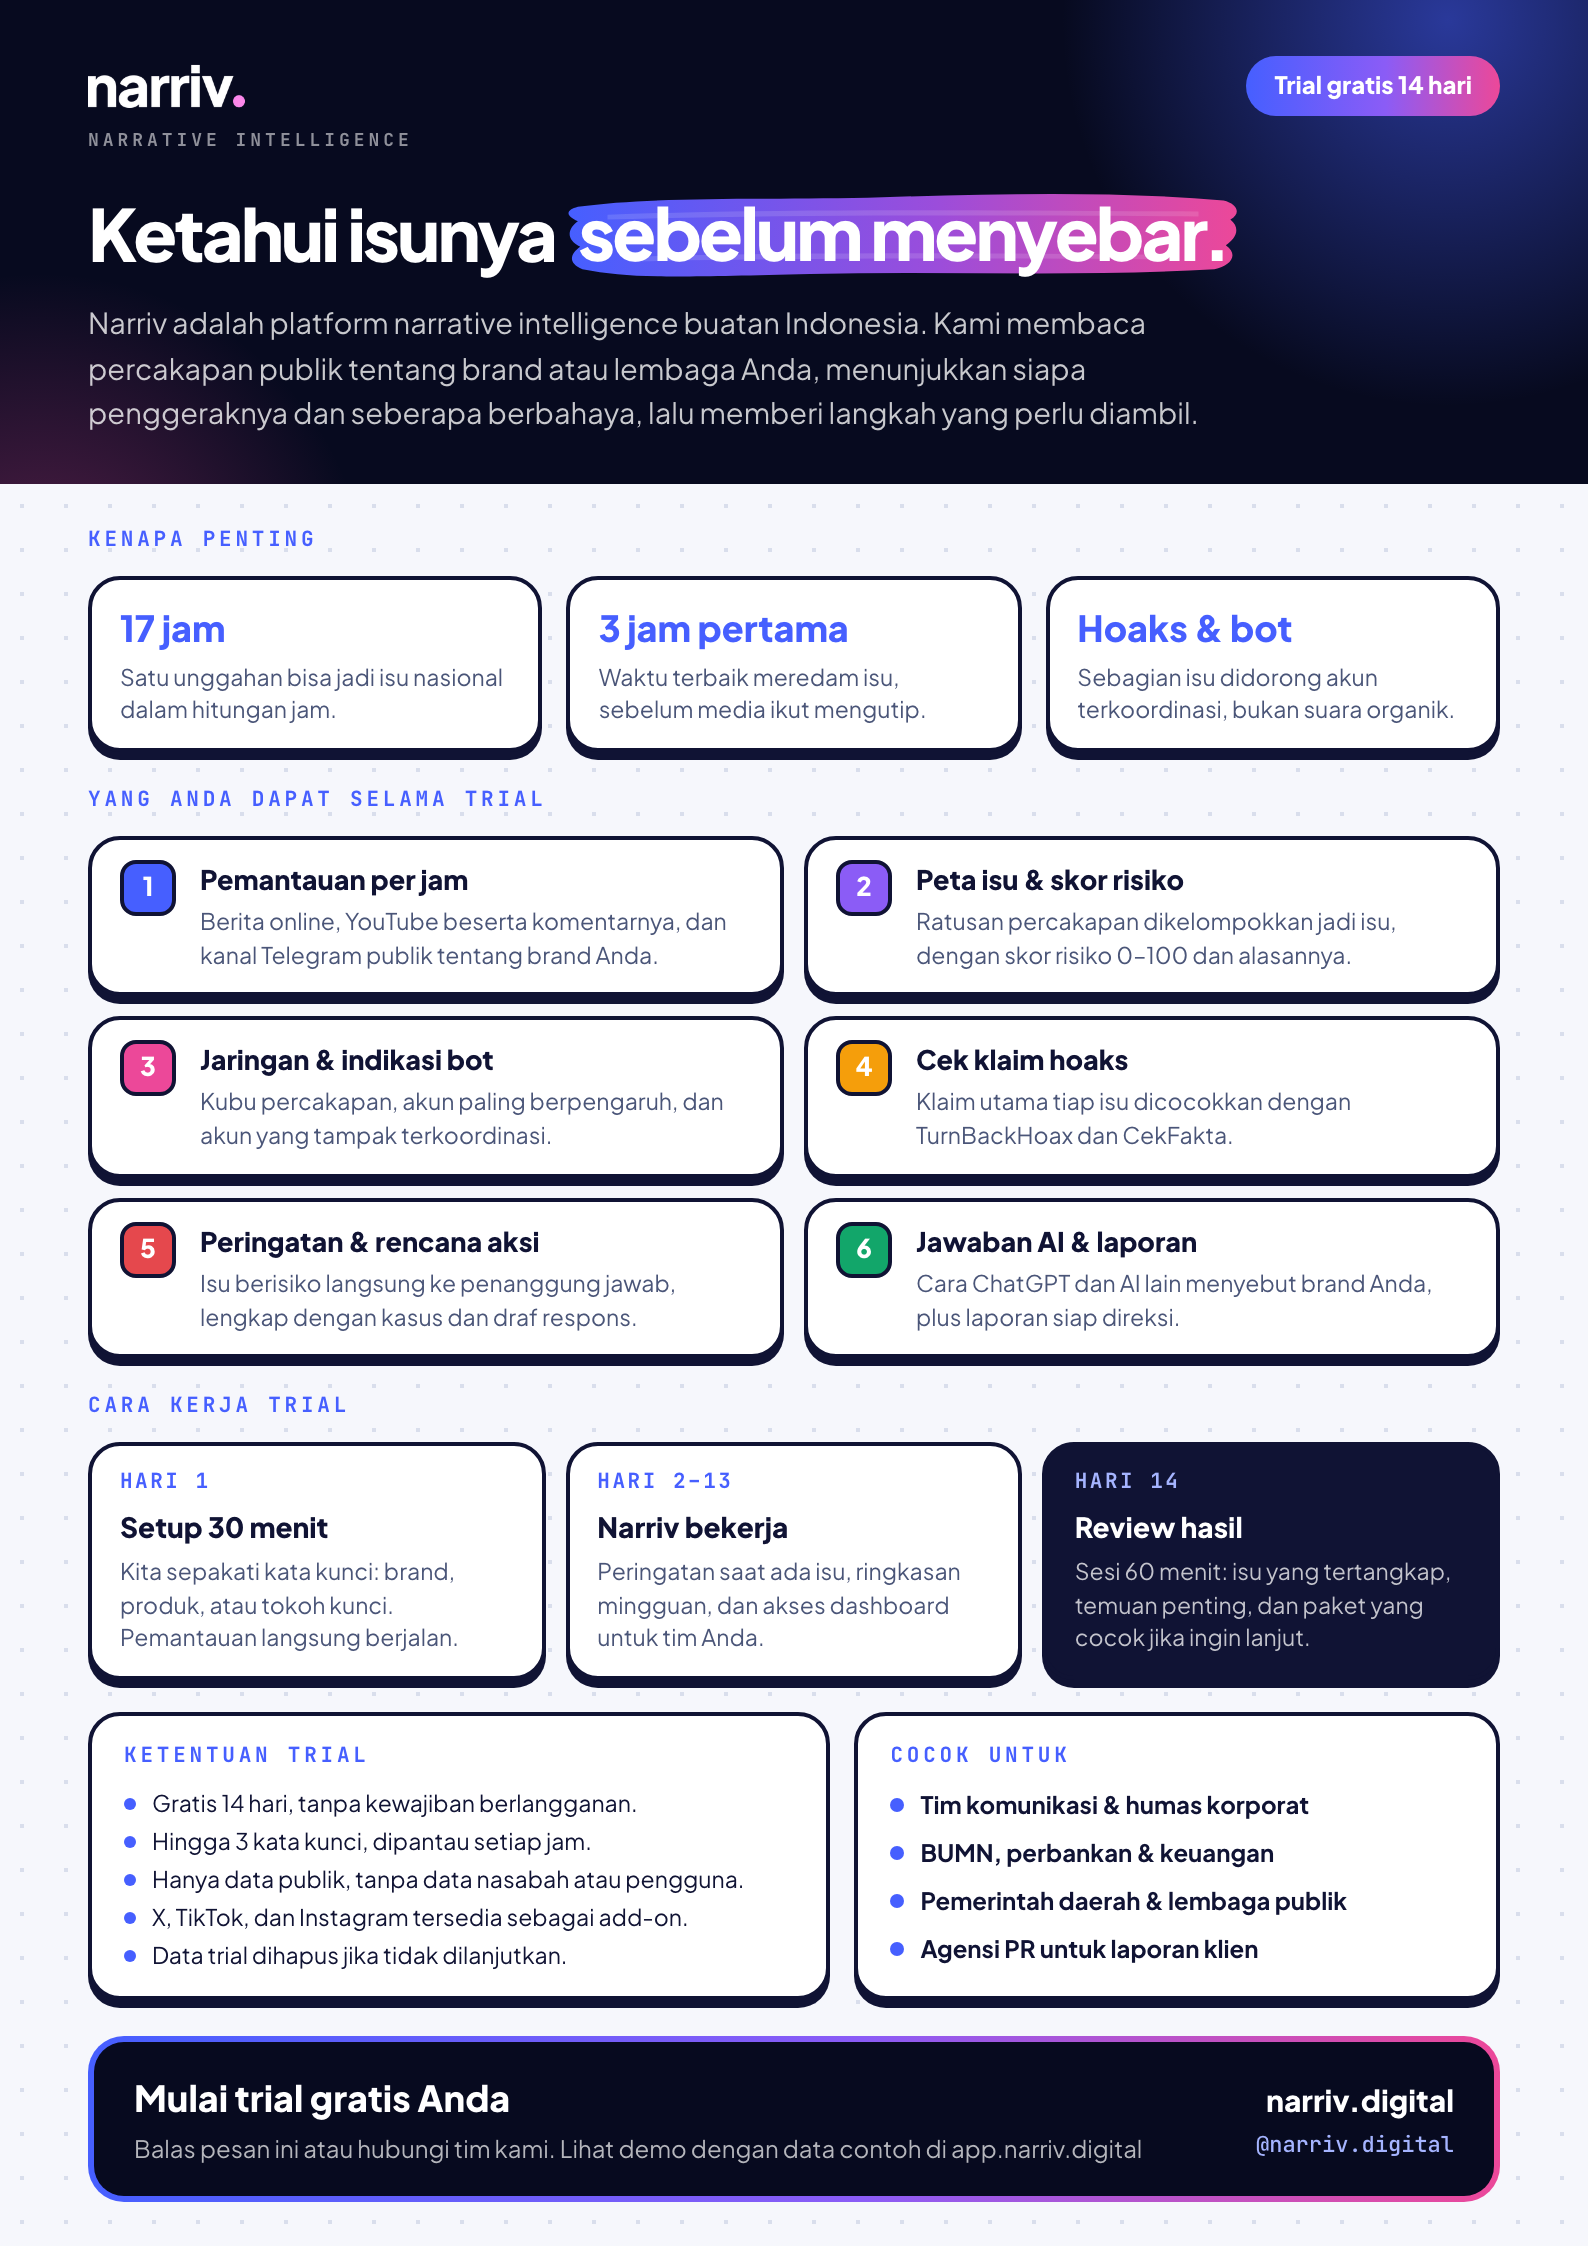 narriv.
Trial gratis 14 hari
NARRATIVE INTELLIGENCE
Ketahui isunya sebelum menyebar.
Narriv adalah platform narrative intelligence buatan Indonesia. Kami membaca
percakapan publik tentang brand atau lembaga Anda, menunjukkan siapa
penggeraknya dan seberapa berbahaya, lalu memberi langkah yang perlu diambil.
KENAPA PENTING
17 jam
Satu unggahan bisa jadi isu nasional
dalam hitungan jam.
3 jam pertama
Waktu terbaik meredam isu,
sebelum media ikut mengutip.
Hoaks & bot
Sebagian isu didorong akun
terkoordinasi, bukan suara organik.
YANG ANDA DAPAT SELAMA TRIAL
1
Pemantauan per jam
Berita online, YouTube beserta komentarnya, dan
kanal Telegram publik tentang brand Anda.
2
Peta isu & skor risiko
Ratusan percakapan dikelompokkan jadi isu,
dengan skor risiko 0–100 dan alasannya.
3
Jaringan & indikasi bot
Kubu percakapan, akun paling berpengaruh, dan
akun yang tampak terkoordinasi.
4
Cek klaim hoaks
Klaim utama tiap isu dicocokkan dengan
TurnBackHoax dan CekFakta.
5
Peringatan & rencana aksi
Isu berisiko langsung ke penanggung jawab,
lengkap dengan kasus dan draf respons.
6
Jawaban AI & laporan
Cara ChatGPT dan AI lain menyebut brand Anda,
plus laporan siap direksi.
CARA KERJA TRIAL
HARI 1
Setup 30 menit
Kita sepakati kata kunci: brand,
produk, atau tokoh kunci.
Pemantauan langsung berjalan.
HARI 2–13
Narriv bekerja
Peringatan saat ada isu, ringkasan
mingguan, dan akses dashboard
untuk tim Anda.
HARI 14
Review hasil
Sesi 60 menit: isu yang tertangkap,
temuan penting, dan paket yang
cocok jika ingin lanjut.
KETENTUAN TRIAL
Gratis 14 hari, tanpa kewajiban berlangganan.
Hingga 3 kata kunci, dipantau setiap jam.
Hanya data publik, tanpa data nasabah atau pengguna.
X, TikTok, dan Instagram tersedia sebagai add-on.
Data trial dihapus jika tidak dilanjutkan.
COCOK UNTUK
Tim komunikasi & humas korporat
BUMN, perbankan & keuangan
Pemerintah daerah & lembaga publik
Agensi PR untuk laporan klien
Mulai trial gratis Anda
Balas pesan ini atau hubungi tim kami. Lihat demo dengan data contoh di app.narriv.digital
narriv.digital
@narriv.digital